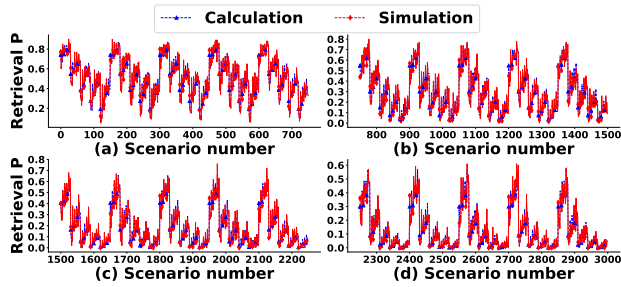 Calculation Simulation
Retrieval P
0.8
0.6
0.4
0.2
0 100 200 300 400 500 600 700
(a) Scenario number
0.8
0.7
0.6
0.5
0.4
0.3
0.2
0.1
0.0
800 900 1000 1100 1200 1300 1400 1500
(b) Scenario number
Retrieval P
0.8
0.7
0.6
0.5
0.4
0.3
0.2
0.1
0.0
1500 1600 1700 1800 1900 2000 2100 2200
(c) Scenario number
0.6
0.5
0.4
0.3
0.2
0.1
0.0
2300 2400 2500 2600 2700 2800 2900 3000
(d) Scenario number